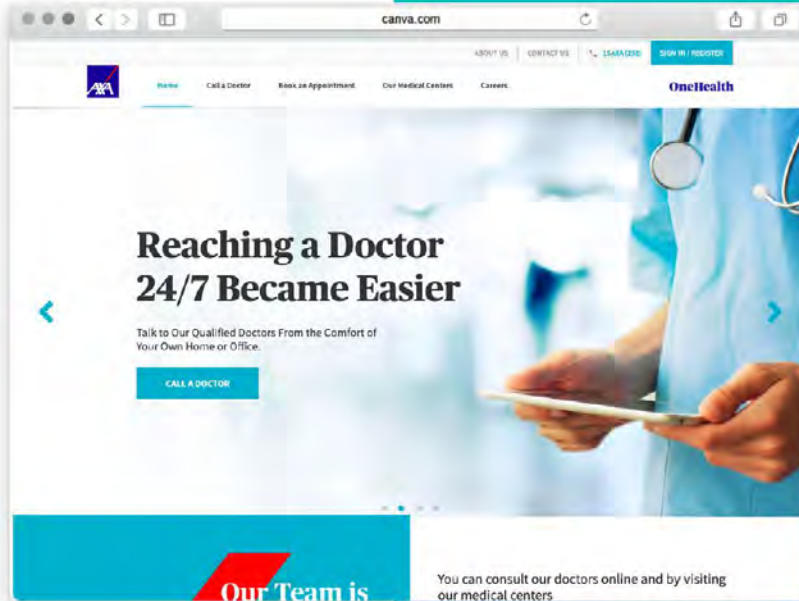 canva.com
ABOUT US
CONTACT US
SIGN IN / REGISTER
AXA
Home
Call a Doctor
Book an Appointment
Our Medical Centers
Careers
OneHealth
Reaching a Doctor
24/7 Became Easier
Talk to Our Qualified Doctors From the Comfort of
Your Own Home or Office.
CALL A DOCTOR
Our Team is
You can consult our doctors online and by visiting
our medical centers